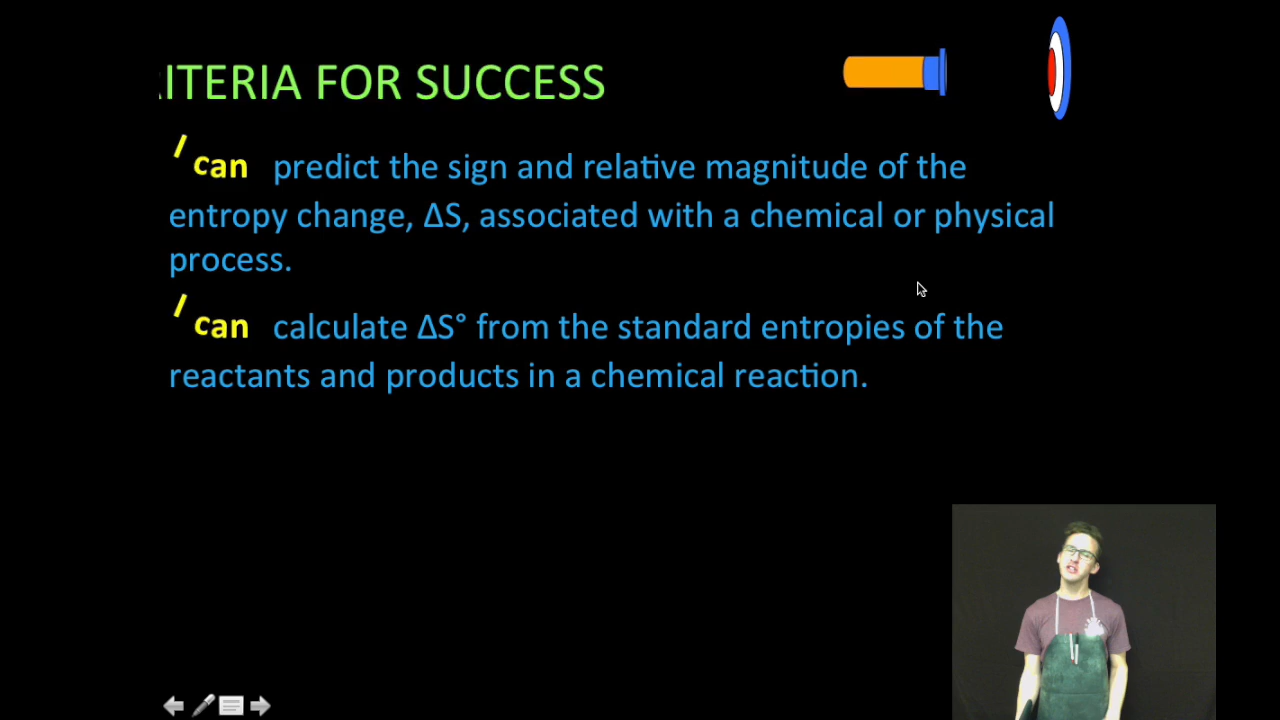 ITERIA FOR SUCCESS
I can predict the sign and relative magnitude of the
entropy change, ΔS, associated with a chemical or physical
process.
I can calculate ΔS° from the standard entropies of the
reactants and products in a chemical reaction.